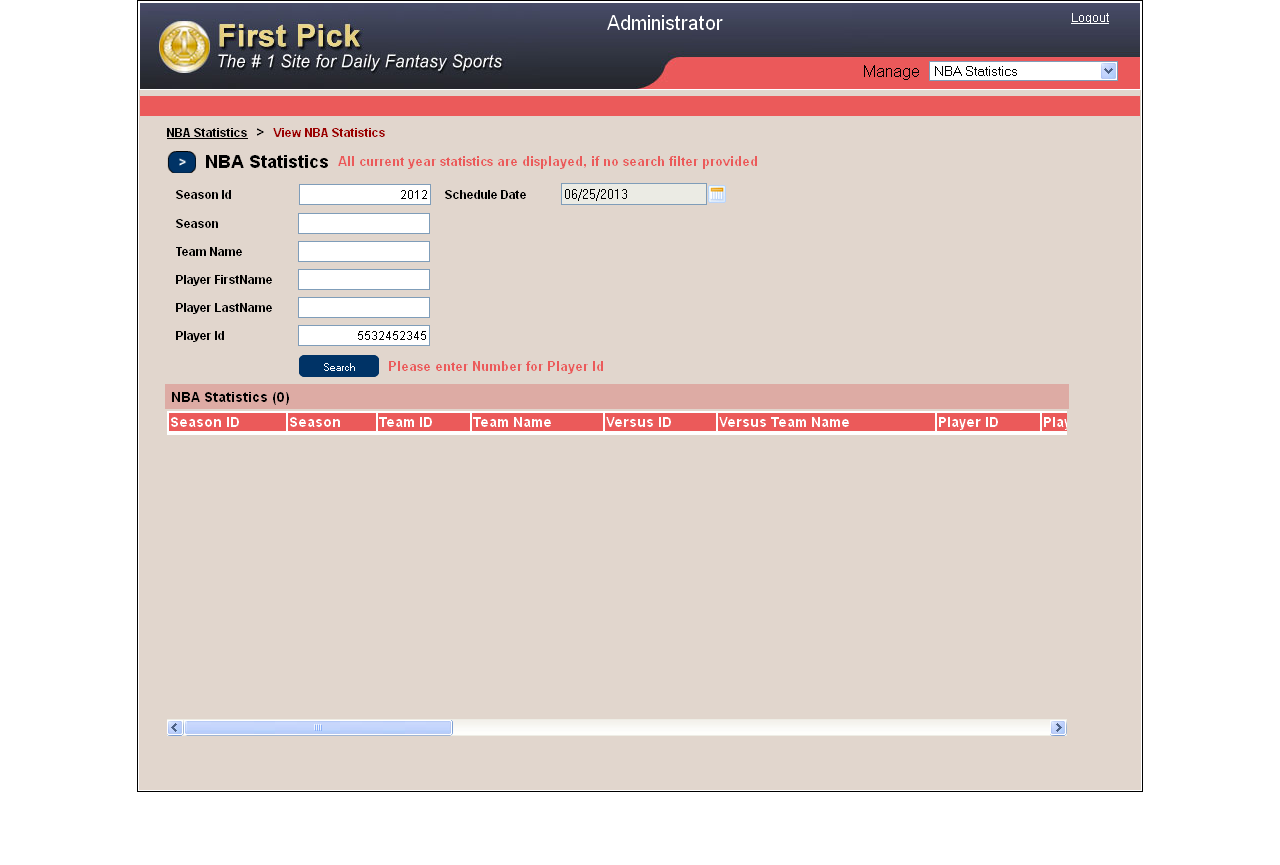 First Pick
The # 1 Site for Daily Fantasy Sports
Administrator
Logout
Manage NBA Statistics
NBA Statistics > View NBA Statistics
> NBA Statistics All current year statistics are displayed, if no search filter provided
Season Id 2012 Schedule Date 06/25/2013
Season
Team Name
Player FirstName
Player LastName
Player Id 5532452345
Search Please enter Number for Player Id
NBA Statistics (0)
Season ID Season Team ID Team Name Versus ID Versus Team Name Player ID Play